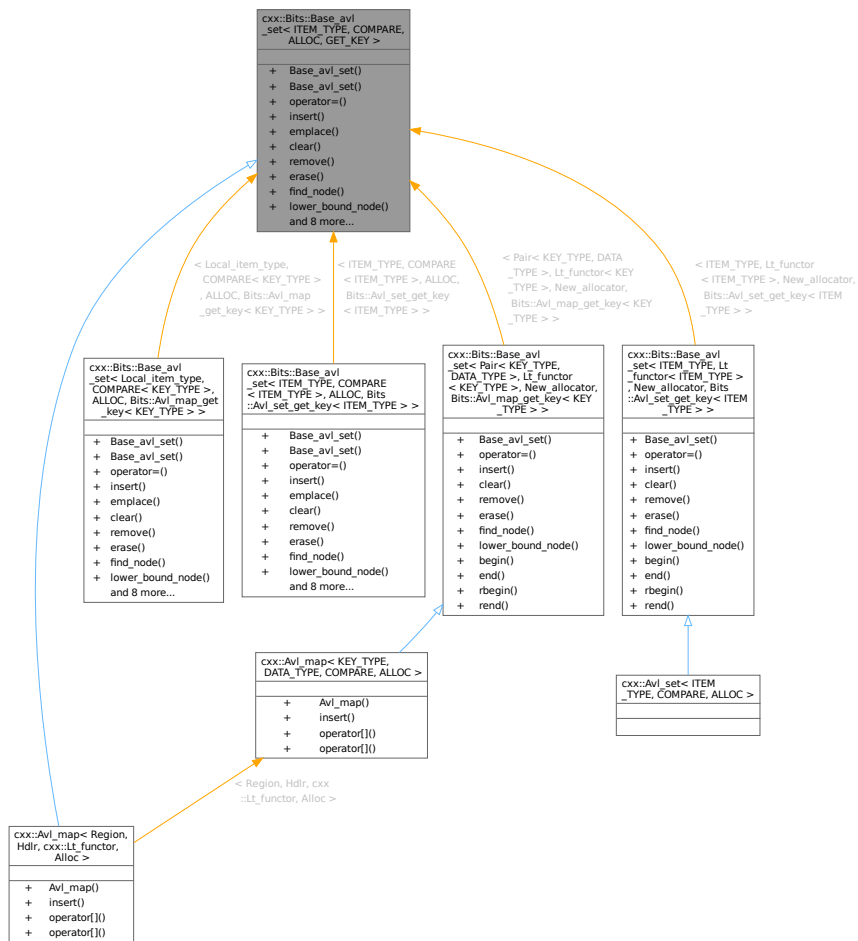 cxx::Bits::Base_avl
_set< ITEM_TYPE, COMPARE,
ALLOC, GET_KEY >
+ Base_avl_set()
+ Base_avl_set()
+ operator=()
+ insert()
+ emplace()
+ clear()
+ remove()
+ erase()
+ find_node()
+ lower_bound_node()
and 8 more...
< Local_item_type,
COMPARE< KEY_TYPE >
, ALLOC, Bits::Avl_map
_get_key< KEY_TYPE > >
< ITEM_TYPE, COMPARE
< ITEM_TYPE >, ALLOC,
Bits::Avl_set_get_key
< ITEM_TYPE > >
< Pair< KEY_TYPE, DATA
_TYPE >, Lt_functor< KEY
_TYPE >, New_allocator,
Bits::Avl_map_get_key< KEY
_TYPE > >
< ITEM_TYPE, Lt_functor
< ITEM_TYPE >, New_allocator,
Bits::Avl_set_get_key< ITEM
_TYPE > >
cxx::Bits::Base_avl
_set< Local_item_type,
COMPARE< KEY_TYPE >,
ALLOC, Bits::Avl_map_get
_key< KEY_TYPE > >
+ Base_avl_set()
+ Base_avl_set()
+ operator=()
+ insert()
+ emplace()
+ clear()
+ remove()
+ erase()
+ find_node()
+ lower_bound_node()
and 8 more...
cxx::Bits::Base_avl
_set< ITEM_TYPE, COMPARE
< ITEM_TYPE >, ALLOC, Bits
::Avl_set_get_key< ITEM_TYPE > >
+ Base_avl_set()
+ Base_avl_set()
+ operator=()
+ insert()
+ emplace()
+ clear()
+ remove()
+ erase()
+ find_node()
+ lower_bound_node()
and 8 more...
cxx::Bits::Base_avl
_set< Pair< KEY_TYPE,
DATA_TYPE >, Lt_functor
< KEY_TYPE >, New_allocator,
Bits::Avl_map_get_key< KEY
_TYPE > >
+ Base_avl_set()
+ operator=()
+ insert()
+ clear()
+ remove()
+ erase()
+ find_node()
+ lower_bound_node()
+ begin()
+ end()
+ rbegin()
+ rend()
cxx::Bits::Base_avl
_set< ITEM_TYPE, Lt
_functor< ITEM_TYPE >
, New_allocator, Bits
::Avl_set_get_key< ITEM
_TYPE > >
+ Base_avl_set()
+ operator=()
+ insert()
+ clear()
+ remove()
+ erase()
+ find_node()
+ lower_bound_node()
+ begin()
+ end()
+ rbegin()
+ rend()
cxx::Avl_map< KEY_TYPE,
DATA_TYPE, COMPARE, ALLOC >
+ Avl_map()
+ insert()
+ operator[]()
+ operator[]()
cxx::Avl_set< ITEM
_TYPE, COMPARE, ALLOC >
< Region, Hdlr, cxx
::Lt_functor, Alloc >
cxx::Avl_map< Region,
Hdlr, cxx::Lt_functor,
Alloc >
+ Avl_map()
+ insert()
+ operator[]()
+ operator[]()